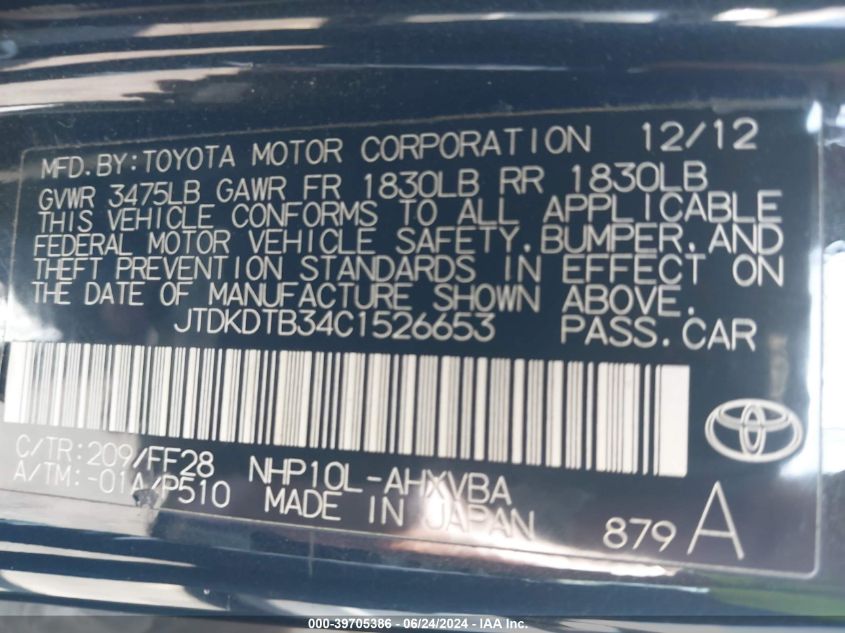 MFD.BY:TOYOTA MOTOR CORPORATION 12/12
GVWR 3475LB GAWR FR 1830LB RR 1830LB
THIS VEHICLE CONFORMS TO ALL APPLICABLE
FEDERAL MOTOR VEHICLE SAFETY,BUMPER,AND
THEFT PREVENTION STANDARDS IN EFFECT ON
THE DATE OF MANUFACTURE SHOWN ABOVE.
JTDKDTB34C1526653 PASS.CAR
C/TR:209/FF28 NHP10L-AHXVBA
A/TM:-01A/P510 MADE IN JAPAN 879 A
000-39705386 - 06/24/2024 - IAA Inc.